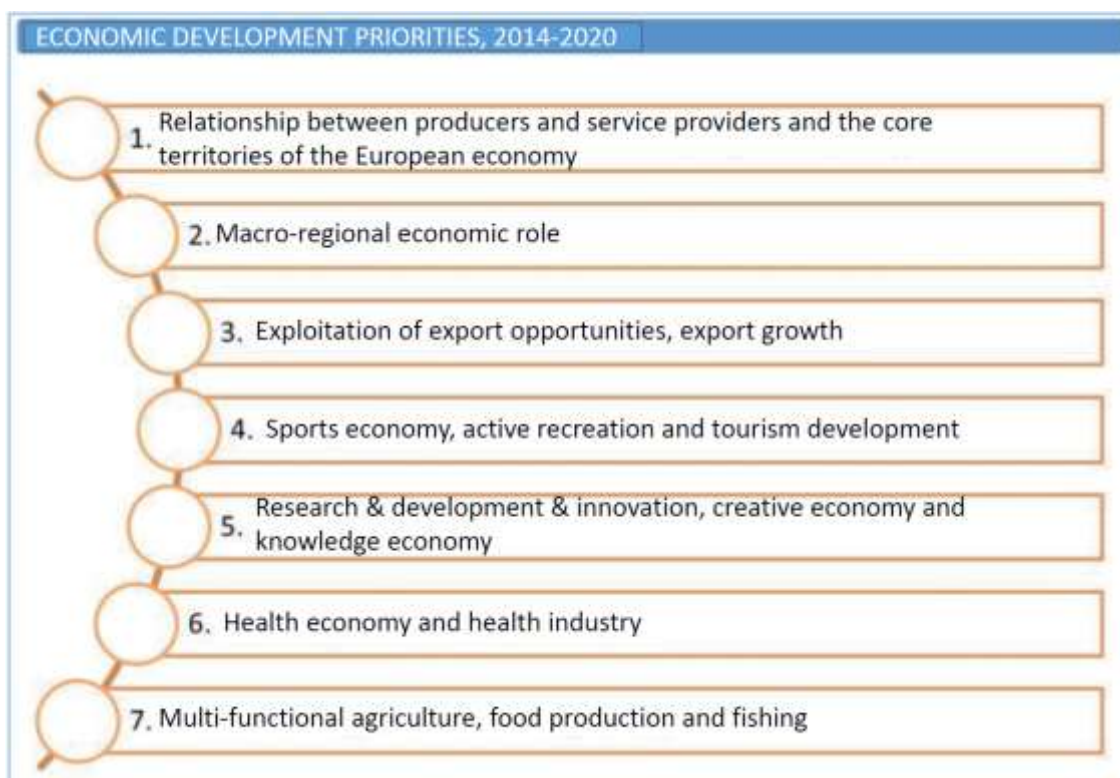 ECONOMIC DEVELOPMENT PRIORITIES, 2014-2020
1. Relationship between producers and service providers and the core
territories of the European economy
2. Macro-regional economic role
3. Exploitation of export opportunities, export growth
4. Sports economy, active recreation and tourism development
5. Research & development & innovation, creative economy and
knowledge economy
6. Health economy and health industry
7. Multi-functional agriculture, food production and fishing